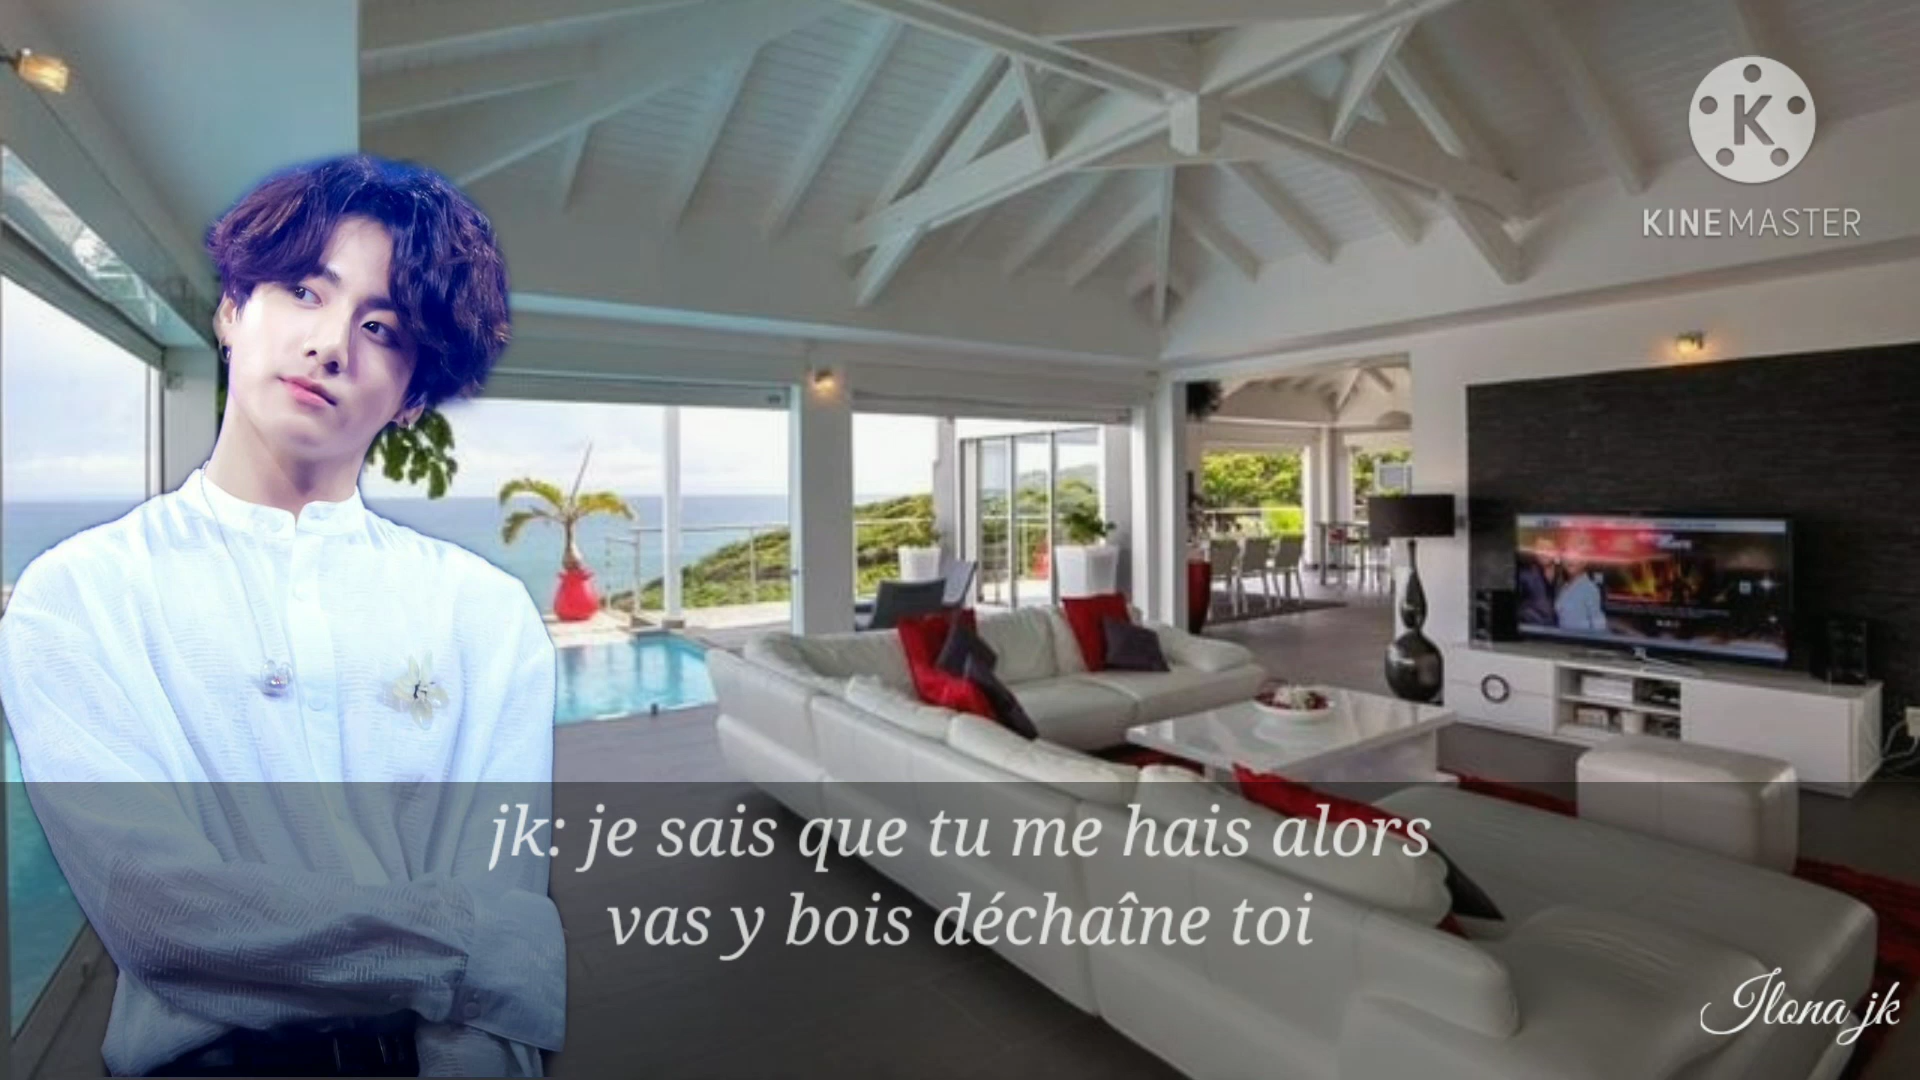 K
KINEMASTER
jk: je sais que tu me hais alors
vas y bois déchaîne toi
Ilona jk